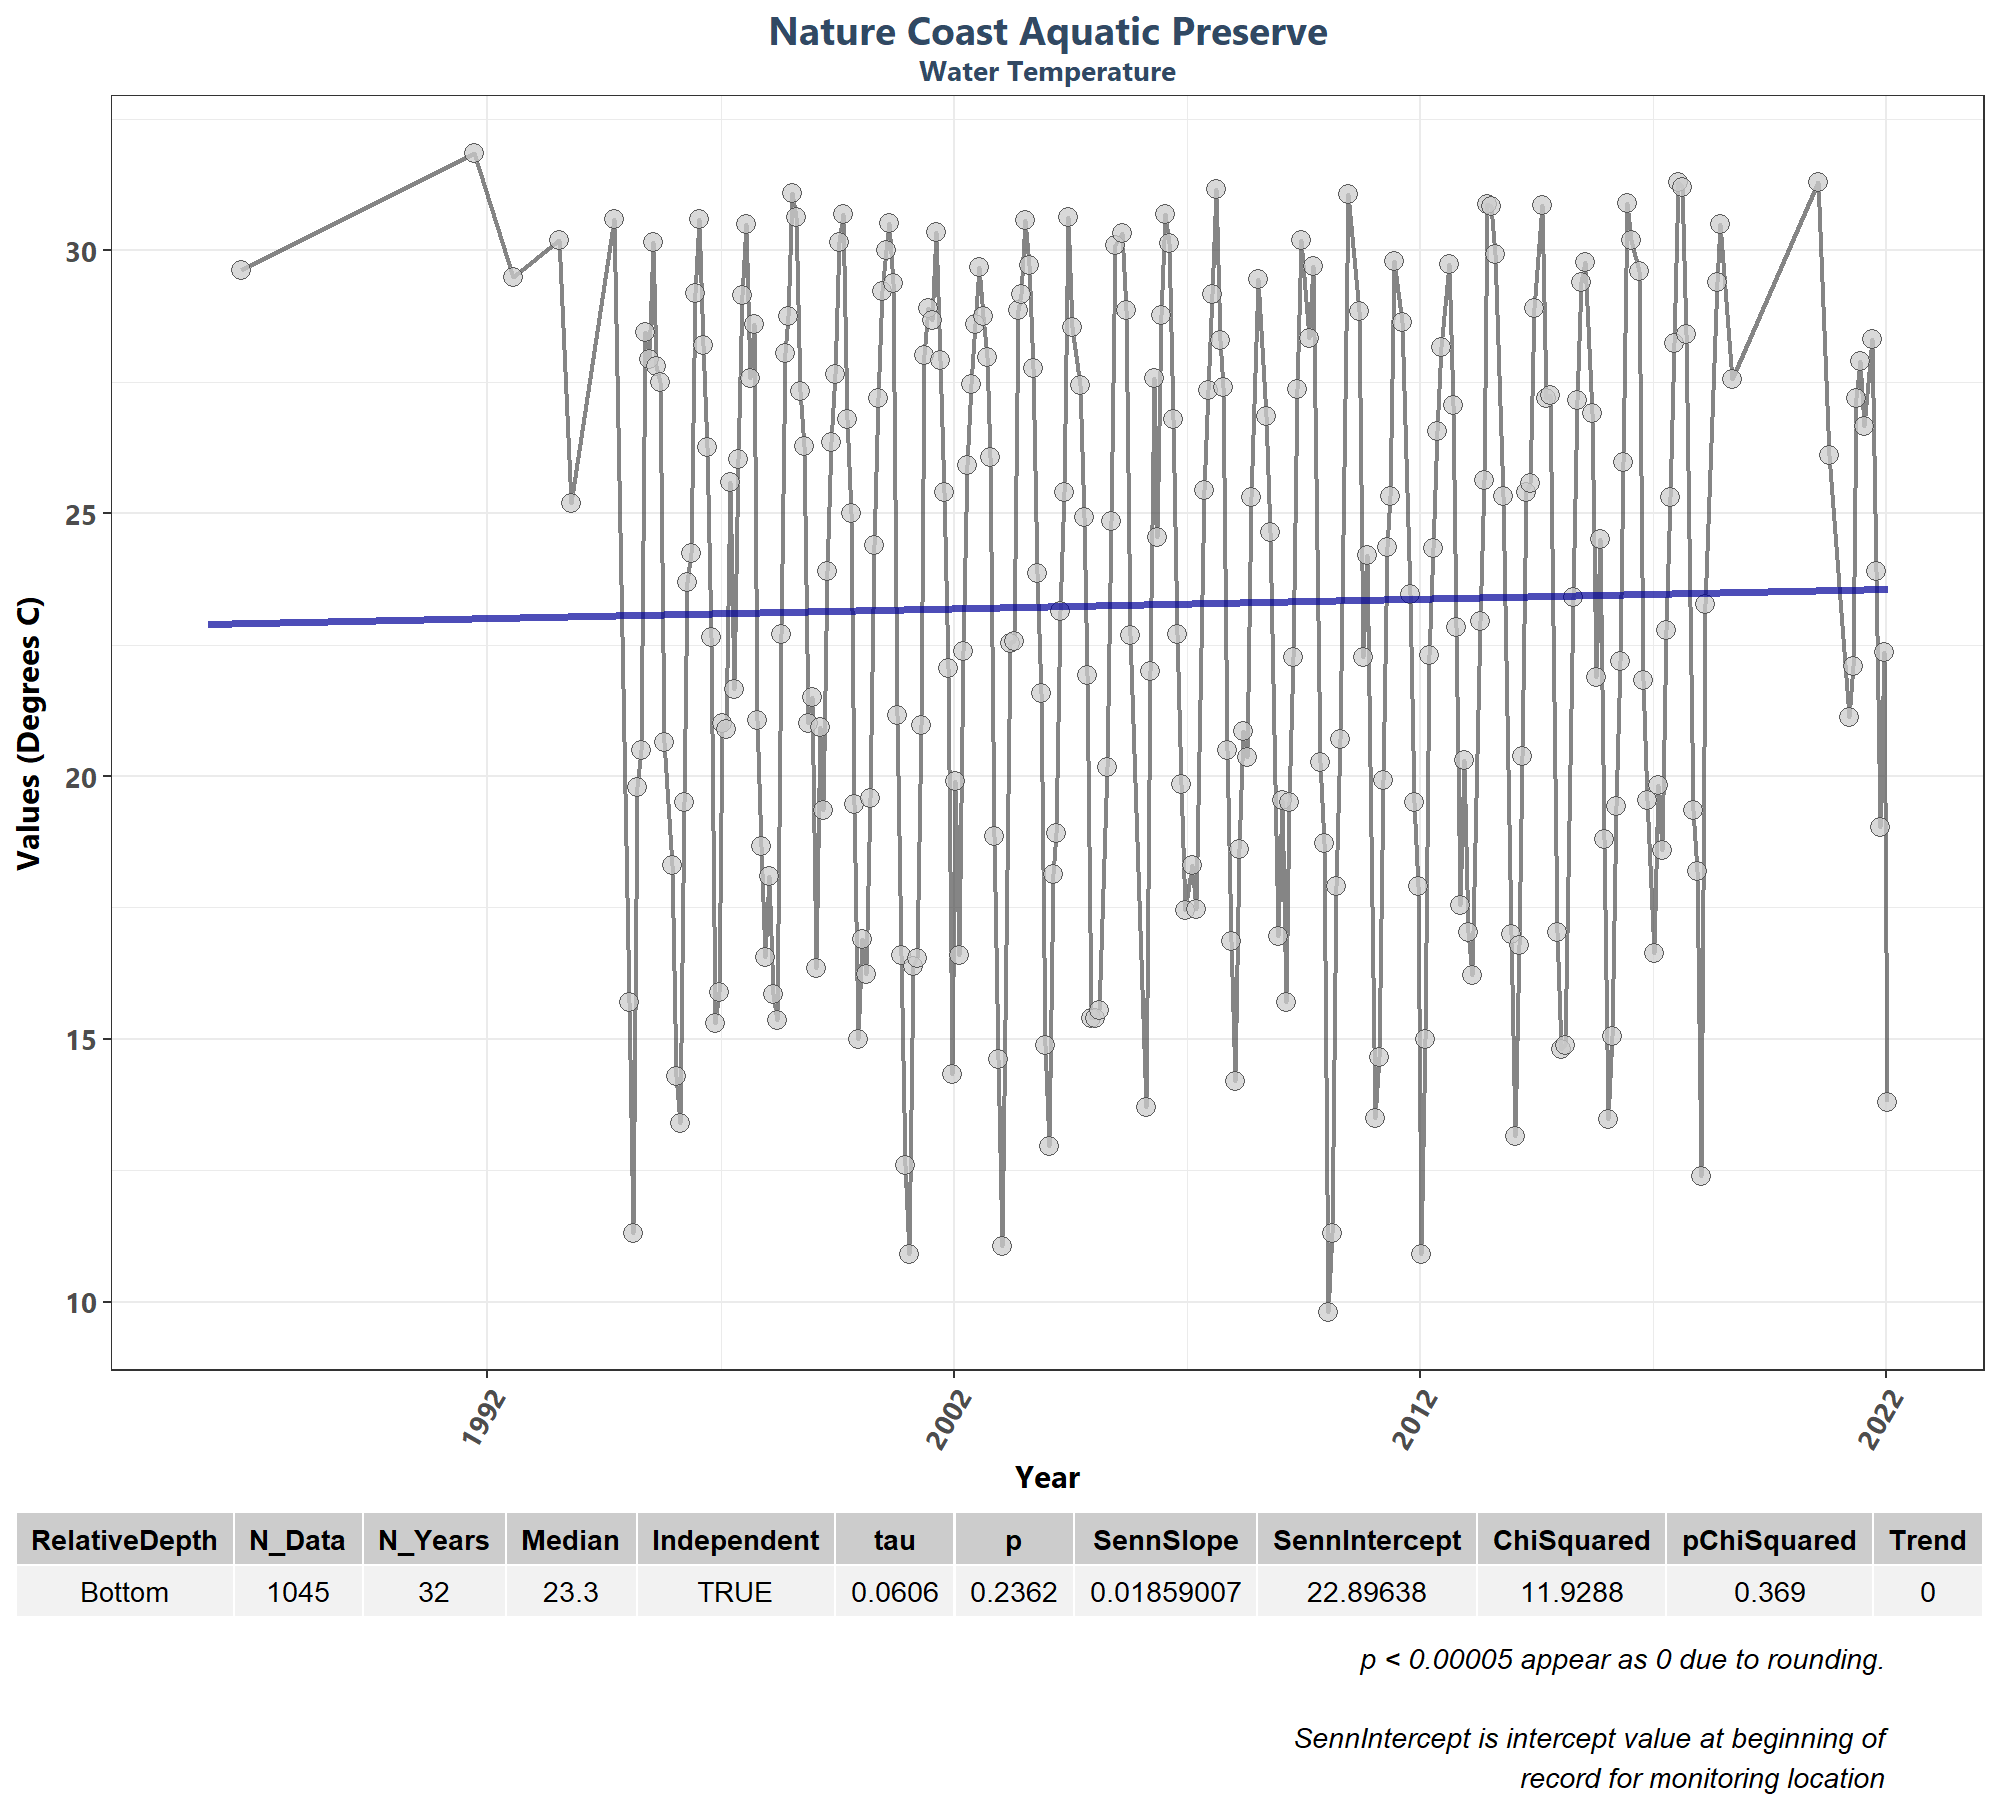 Nature Coast Aquatic Preserve
Water Temperature
Values (Degrees C)
30
25
20
15
10
1992 2002 2012 2022
Year
RelativeDepth N_Data N_Years Median Independent tau p SennSlope SennIntercept ChiSquared pChiSquared Trend
Bottom 1045 32 23.3 TRUE 0.0606 0.2362 0.01859007 22.89638 11.9288 0.369 0
p < 0.00005 appear as 0 due to rounding.
SennIntercept is intercept value at beginning of
record for monitoring location